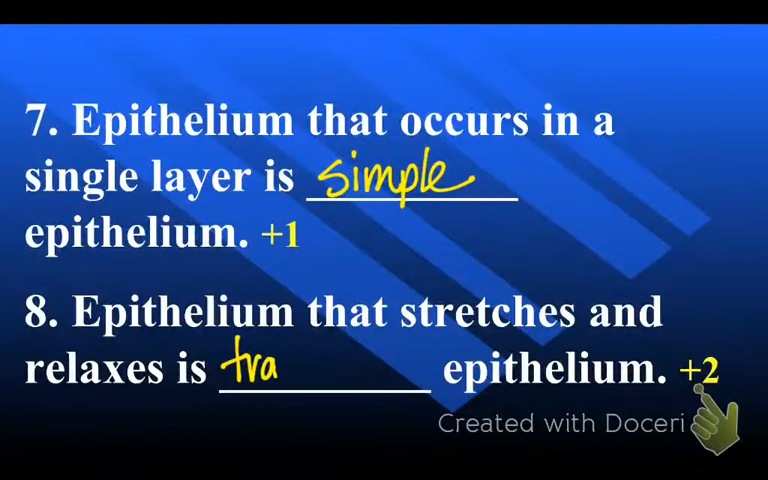 7. Epithelium that occurs in a
single layer is simple
epithelium. +1
8. Epithelium that stretches and
relaxes is tra epithelium. +2
Created with Doceri